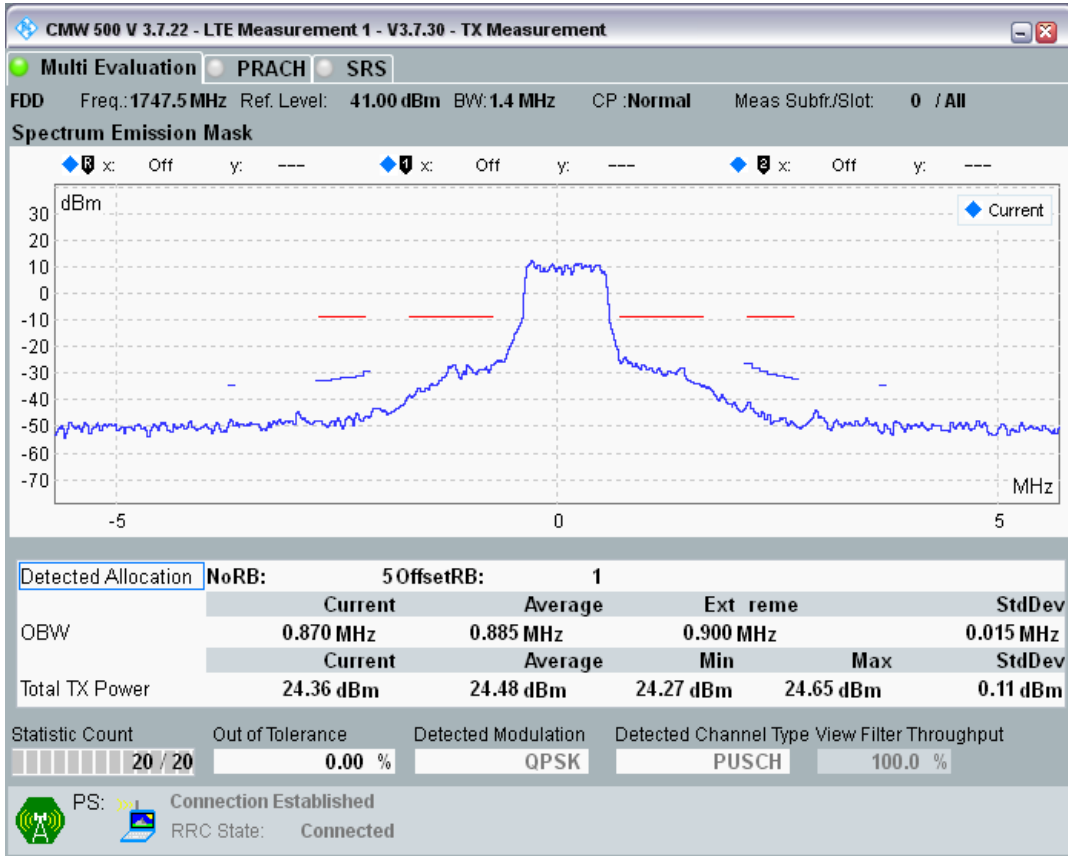 CMW 500 V 3.7.22 - LTE Measurement 1 - V3.7.30 - TX Measurement
Multi Evaluation PRACH SRS
FDD Freq.:1747.5 MHz Ref. Level: 41.00 dBm BW: 1.4 MHz CP :Normal Meas Subfr./Slot: 0 / All
Spectrum Emission Mask
R x: Off y: --- 1 x: Off y: --- 2 x: Off y: ---
dBm
Current
30
20
10
0
-10
-20
-30
-40
-50
-60
-70
MHz
-5 0 5
Detected Allocation NoRB: 5 OffsetRB: 1
Current Average Ext reme StdDev
OBW 0.870 MHz 0.885 MHz 0.900 MHz 0.015 MHz
Current Average Min Max StdDev
Total TX Power 24.36 dBm 24.48 dBm 24.27 dBm 24.65 dBm 0.11 dBm
Statistic Count Out of Tolerance Detected Modulation Detected Channel Type View Filter Throughput
20 / 20 0.00 % QPSK PUSCH 100.0 %
PS: Connection Established
RRC State: Connected